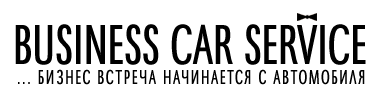 BUSINESS CAR SERVICE
... БИЗНЕС ВСТРЕЧА НАЧИНАЕТСЯ С АВТОМОБИЛЯ